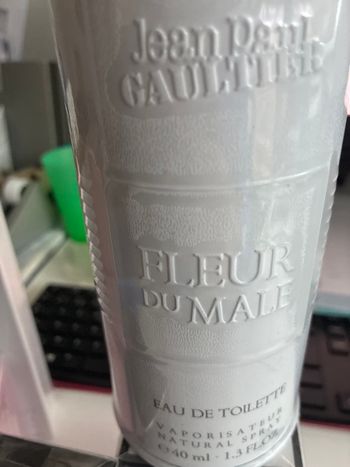 Jean Paul
GAULTIER
FLEUR
DU MALE
EAU DE TOILETTE
VAPORISATEUR
NATURAL SPRAY
℮40 ml - 1.3 FL.OZ.